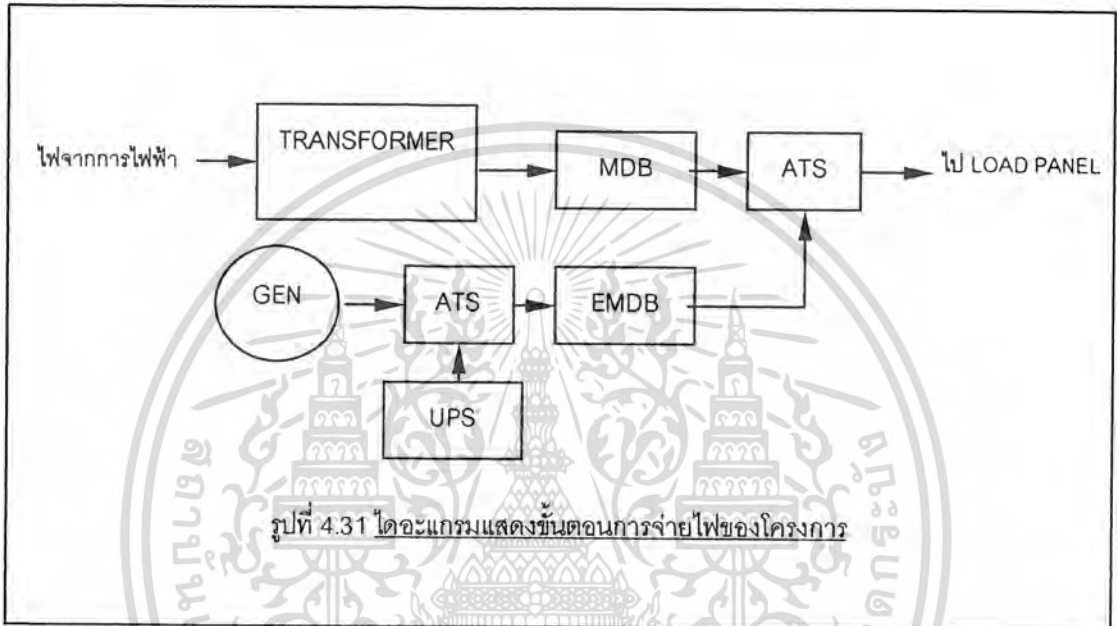 TRANSFORMER
ไฟจากการไฟฟ้า
MDB
ATS
ไป LOAD PANEL
GEN
ATS
EMDB
UPS
รูปที่ 4.31 ไดอะแกรมแสดงขั้นตอนการจ่ายไฟของโครงการ